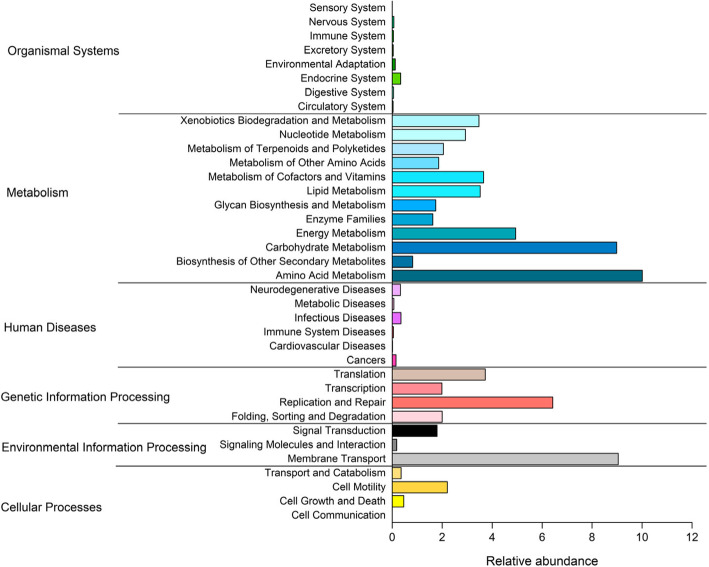 Sensory System
Nervous System
Immune System
Excretory System
Organismal Systems
Environmental Adaptation
Endocrine System
Digestive System
Circulatory System
Xenobiotics Biodegradation and Metabolism
Nucleotide Metabolism
Metabolism of Terpenoids and Polyketides
Metabolism of Other Amino Acids
Metabolism of Cofactors and Vitamins
Metabolism
Lipid Metabolism
Glycan Biosynthesis and Metabolism
Enzyme Families
Energy Metabolism
Carbohydrate Metabolism
Biosynthesis of Other Secondary Metabolites
Amino Acid Metabolism
Neurodegenerative Diseases
Metabolic Diseases
Infectious Diseases
Human Diseases
Immune System Diseases
Cardiovascular Diseases
Cancers
Translation
Transcription
Genetic Information Processing
Replication and Repair
Folding, Sorting and Degradation
Signal Transduction
Environmental Information Processing
Signaling Molecules and Interaction
Membrane Transport
Transport and Catabolism
Cell Motility
Cellular Processes
Cell Growth and Death
Cell Communication
0 2 4 6 8 10 12
Relative abundance